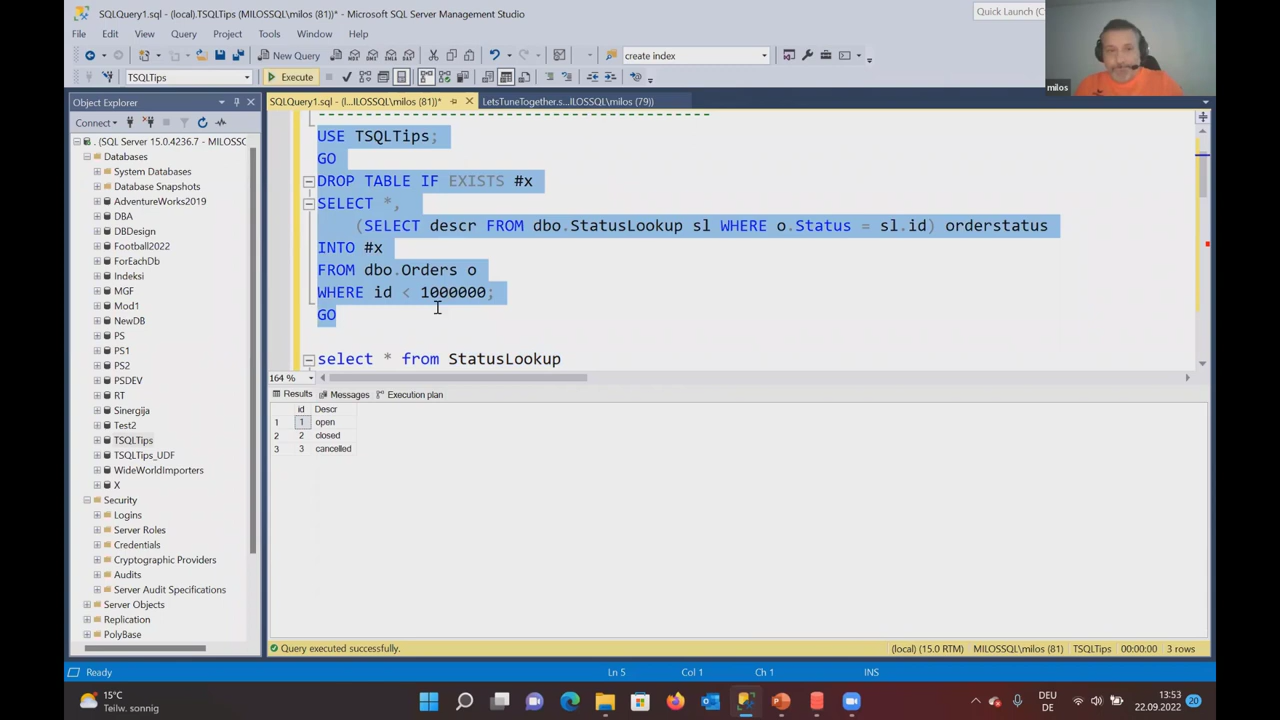 SQLQuery1.sql - (local).TSQLTips (MILOSSQL\milos (81))* - Microsoft SQL Server Management Studio
Quick Launch (C
File Edit View Query Project Tools Window Help
New Query
create index
TSQLTips
Execute
milos
Object Explorer
SQLQuery1.sql - (l...ILOSSQL\milos (81))*
LetsTuneTogether.s...ILOSSQL\milos (79))
Connect
. (SQL Server 15.0.4236.7 - MILOSSC
Databases
System Databases
Database Snapshots
AdventureWorks2019
DBA
DBDesign
Football2022
ForEachDb
Indeksi
MGF
Mod1
NewDB
PS
PS1
PS2
PSDEV
RT
Sinergija
Test2
TSQLTips
TSQLTips_UDF
WideWorldImporters
X
Security
Logins
Server Roles
Credentials
Cryptographic Providers
Audits
Server Audit Specifications
Server Objects
Replication
PolyBase
------------------------------------------
USE TSQLTips;
GO
DROP TABLE IF EXISTS #x
SELECT *,
(SELECT descr FROM dbo.StatusLookup sl WHERE o.Status = sl.id) orderstatus
INTO #x
FROM dbo.Orders o
WHERE id < 1000000;
GO
select * from StatusLookup
164 %
Results Messages Execution plan
id Descr
1 1 open
2 2 closed
3 3 cancelled
Query executed successfully.
(local) (15.0 RTM) MILOSSQL\milos (81) TSQLTips 00:00:00 3 rows
Ready Ln 5 Col 1 Ch 1 INS
15°C
Teilw. sonnig
DEU
DE
13:53
22.09.2022
20